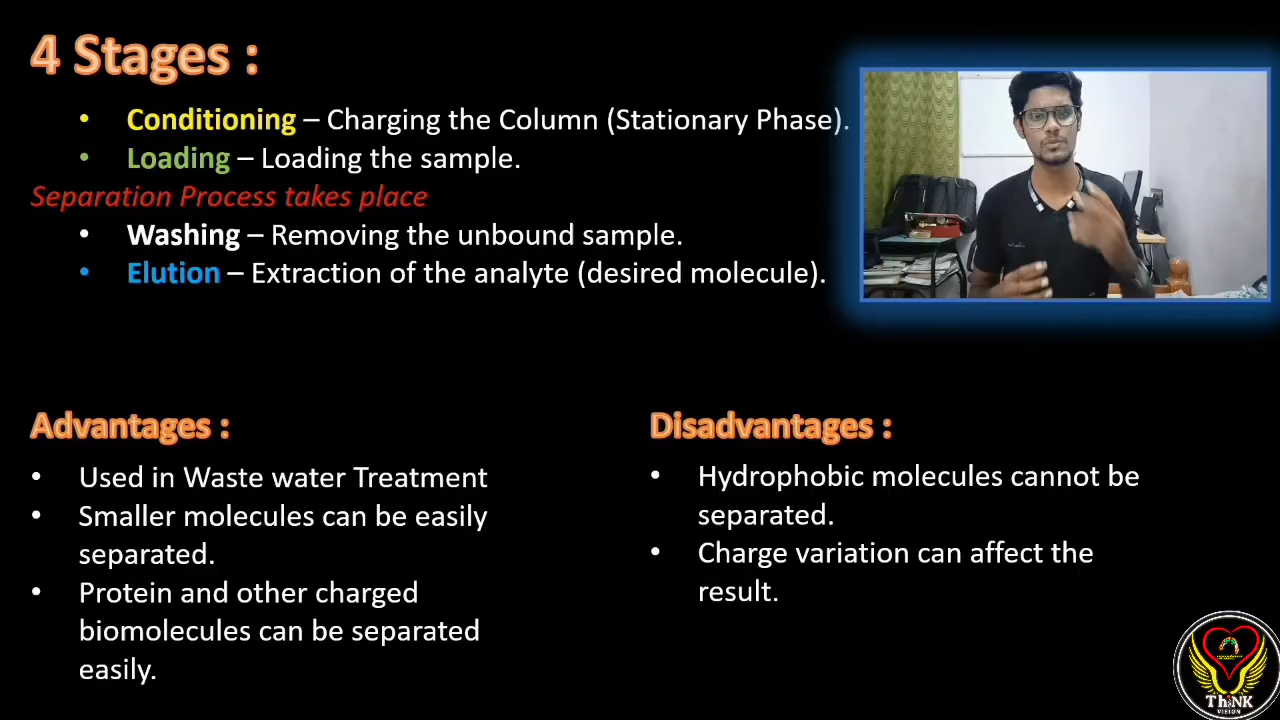 4 Stages :
• Conditioning – Charging the Column (Stationary Phase).
• Loading – Loading the sample.
Separation Process takes place
• Washing – Removing the unbound sample.
• Elution – Extraction of the analyte (desired molecule).
Advantages :
• Used in Waste water Treatment
• Smaller molecules can be easily
separated.
• Protein and other charged
biomolecules can be separated
easily.
Disadvantages :
• Hydrophobic molecules cannot be
separated.
• Charge variation can affect the
result.
ThiNK
VISION